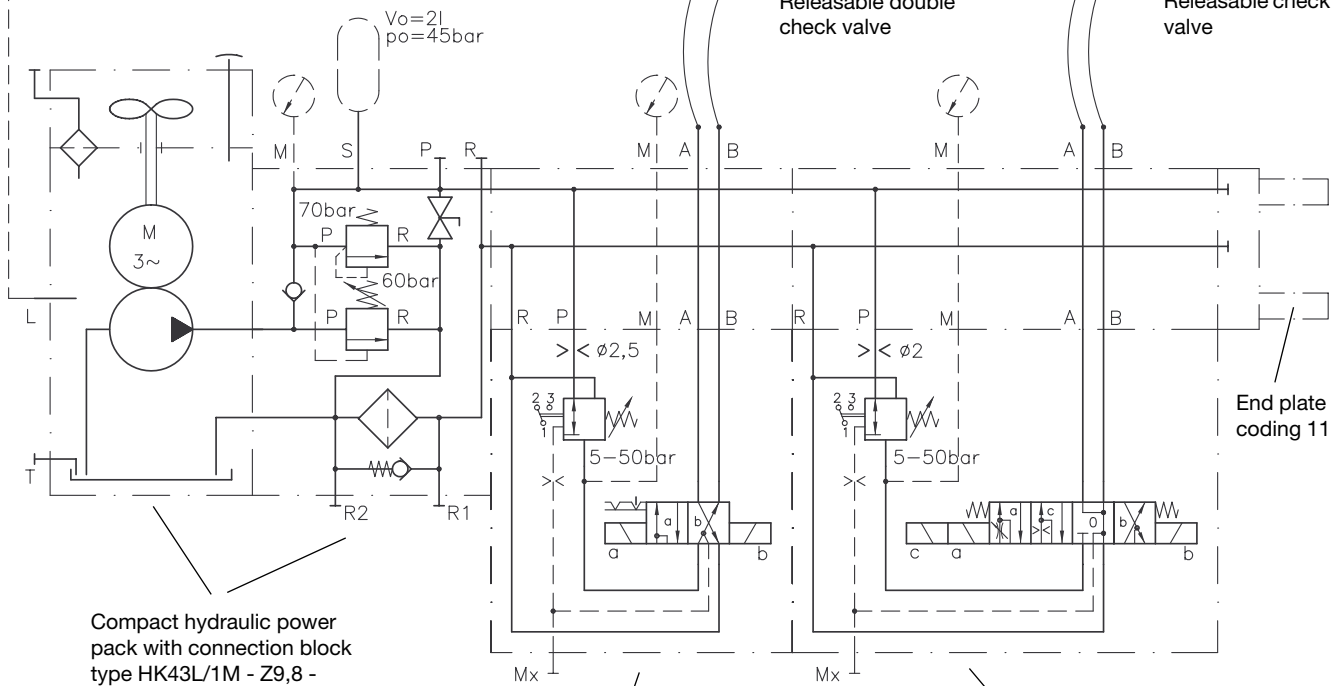 Releasable double
check valve
Releasable check
valve
Vo=2l
po=45bar
M
S
P
R
M
A
B
M
A
B
70bar
P
R
M
3~
60bar
P
R
L
R
P
M
A
B
R
P
M
A
B
> < ø2,5
> < ø2
2 3
1
2 3
1
End plate
coding 11
5-50bar
5-50bar
T
R2
R1
a
b
a
c
0
b
a
b
c
a
b
Compact hydraulic power
pack with connection block
type HK43L/1M - Z9,8 -
Mx
Mx